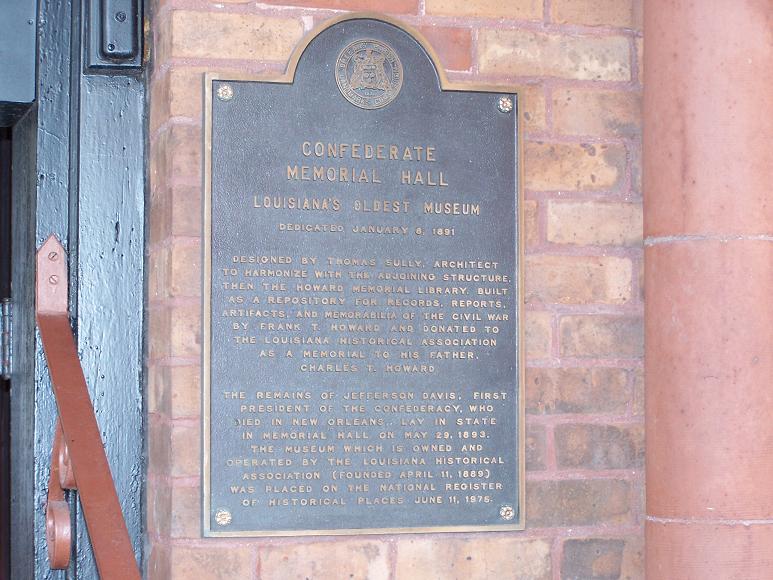 CONFEDERATE
MEMORIAL HALL
LOUISIANA'S OLDEST MUSEUM
DEDICATED JANUARY 8, 1891
DESIGNED BY THOMAS SULLY, ARCHITECT
TO HARMONIZE WITH THE ADJOINING STRUCTURE,
THEN THE HOWARD MEMORIAL LIBRARY. BUILT
AS A REPOSITORY FOR RECORDS, REPORTS,
ARTIFACTS, AND MEMORABILIA OF THE CIVIL WAR
BY FRANK T. HOWARD AND DONATED TO
THE LOUISIANA HISTORICAL ASSOCIATION
AS A MEMORIAL TO HIS FATHER,
CHARLES T. HOWARD.
THE REMAINS OF JEFFERSON DAVIS, FIRST
PRESIDENT OF THE CONFEDERACY, WHO
DIED IN NEW ORLEANS, LAY IN STATE
IN MEMORIAL HALL ON MAY 29, 1893.
THE MUSEUM WHICH IS OWNED AND
OPERATED BY THE LOUISIANA HISTORICAL
ASSOCIATION (FOUNDED APRIL 11, 1889)
WAS PLACED ON THE NATIONAL REGISTER
OF HISTORICAL PLACES JUNE 11, 1975.